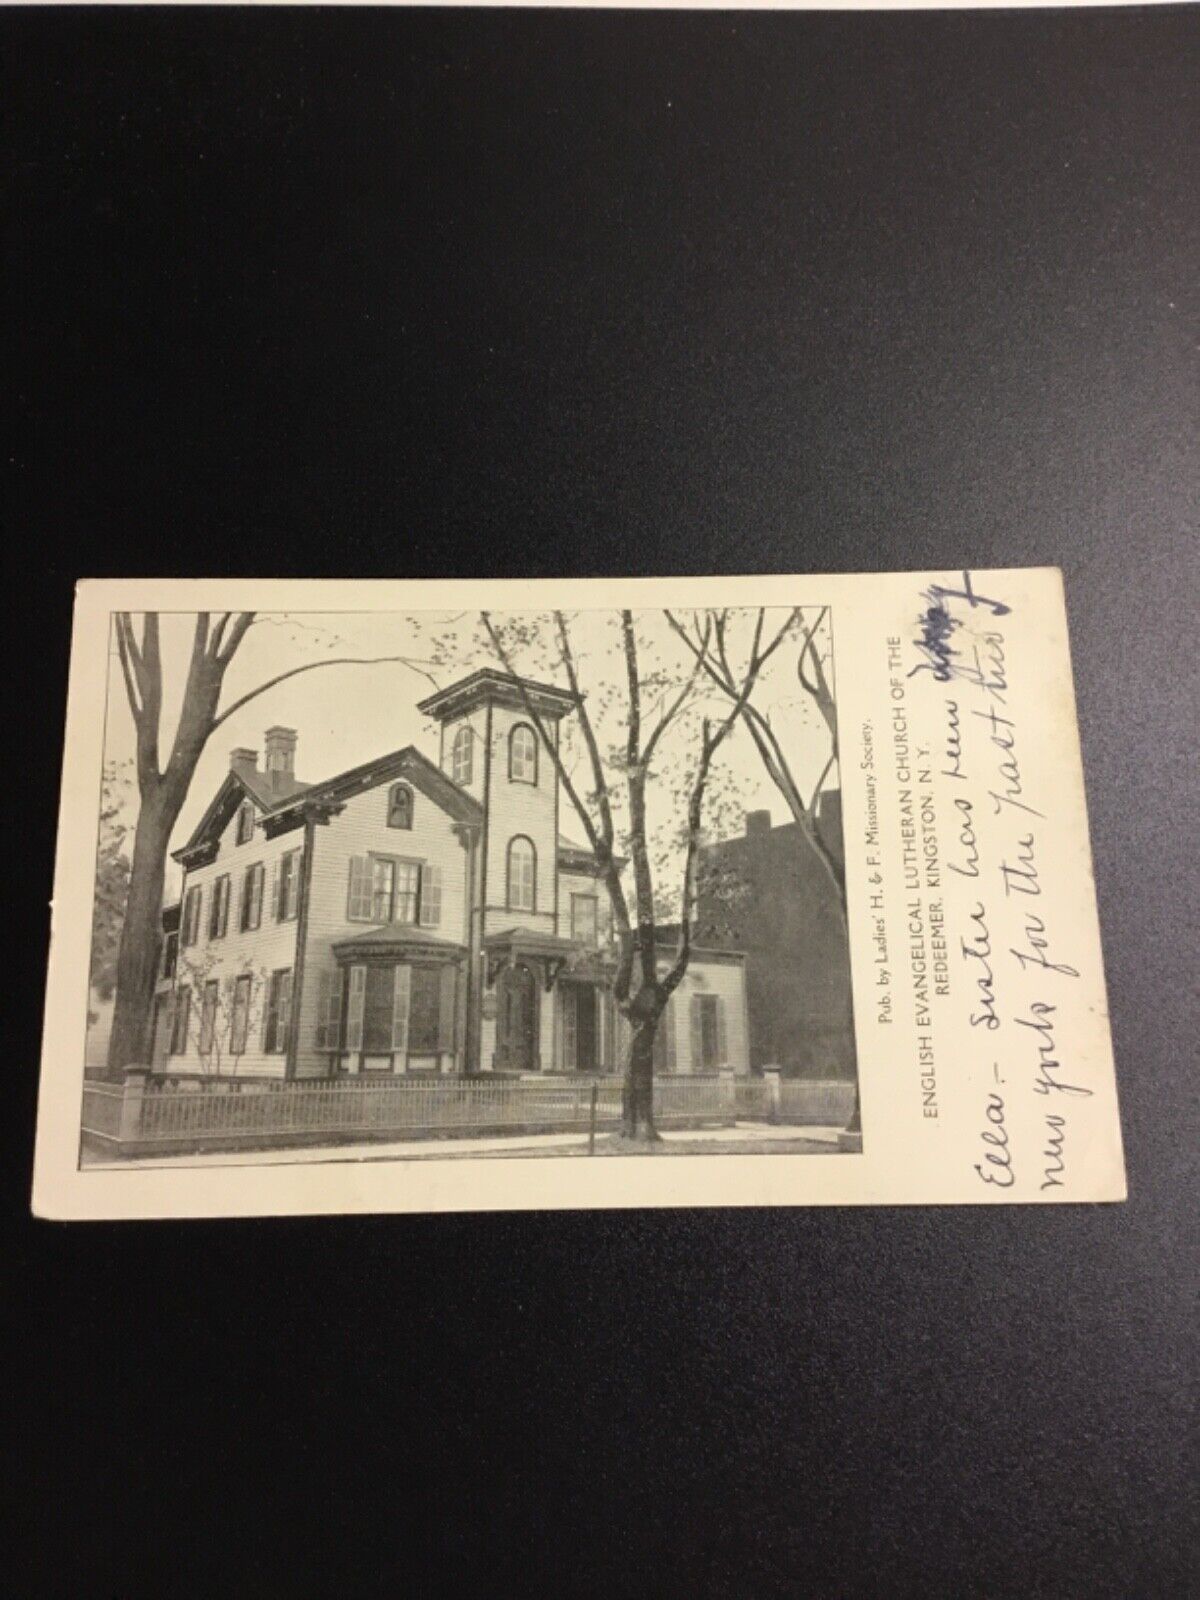 Pub. by Ladies' H. & F. Missionary Society.
ENGLISH EVANGELICAL LUTHERAN CHURCH OF THE
REDEEMER, KINGSTON, N. Y.
Ella - Sister has been
new york for the past two